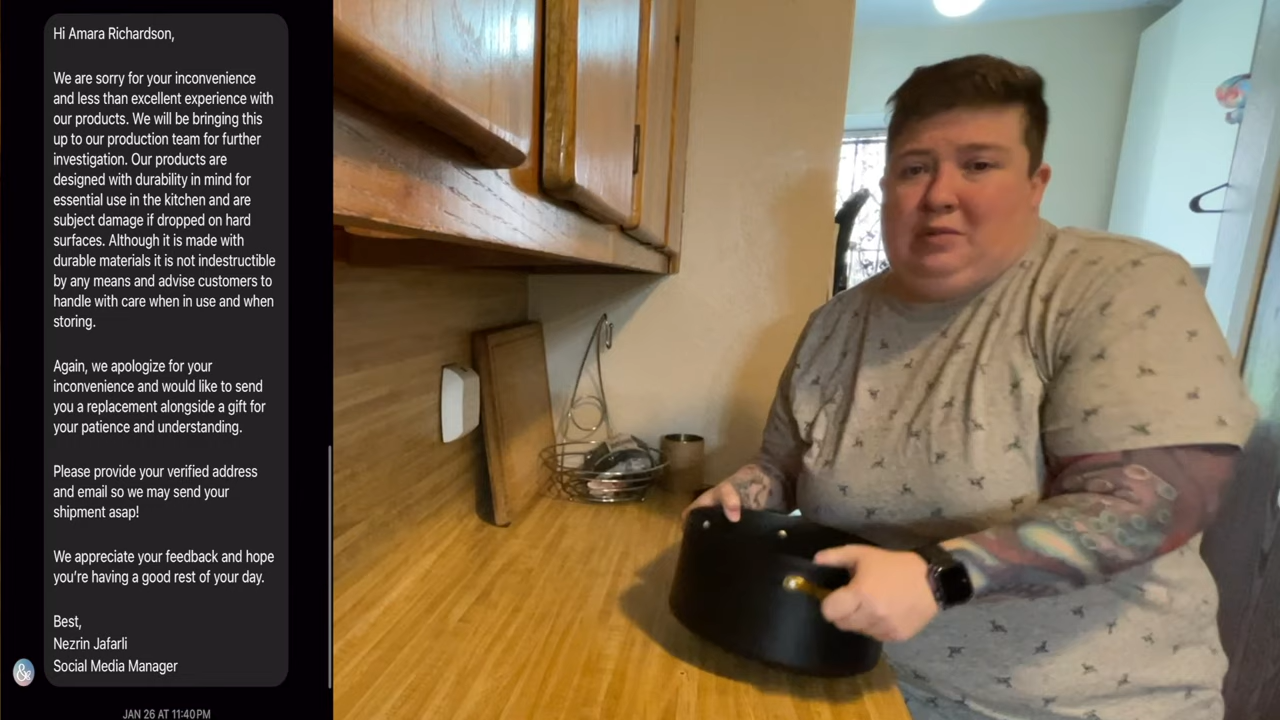 Hi Amara Richardson,
We are sorry for your inconvenience
and less than excellent experience with
our products. We will be bringing this
up to our production team for further
investigation. Our products are
designed with durability in mind for
essential use in the kitchen and are
subject damage if dropped on hard
surfaces. Although it is made with
durable materials it is not indestructible
by any means and advise customers to
handle with care when in use and when
storing.
Again, we apologize for your
inconvenience and would like to send
you a replacement alongside a gift for
your patience and understanding.
Please provide your verified address
and email so we may send your
shipment asap!
We appreciate your feedback and hope
you're having a good rest of your day.
Best,
Nezrin Jafarli
Social Media Manager
&
JAN 26 AT 11:40 PM